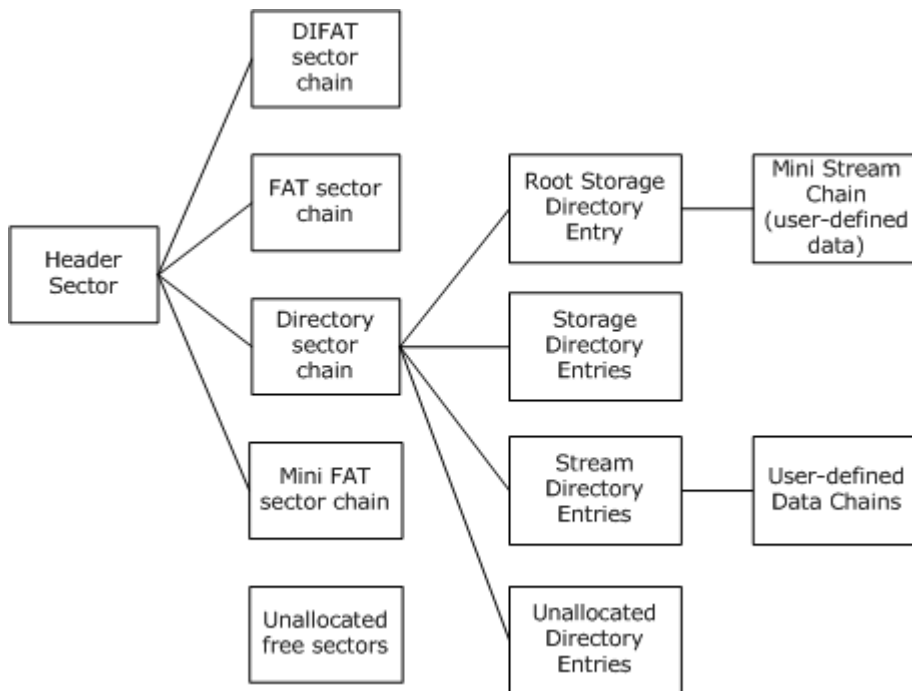 DIFAT
sector
chain
FAT sector
chain
Root Storage
Directory
Entry
Mini Stream
Chain
(user-defined
data)
Header
Sector
Directory
sector
chain
Storage
Directory
Entries
Mini FAT
sector chain
Stream
Directory
Entries
User-defined
Data Chains
Unallocated
free sectors
Unallocated
Directory
Entries